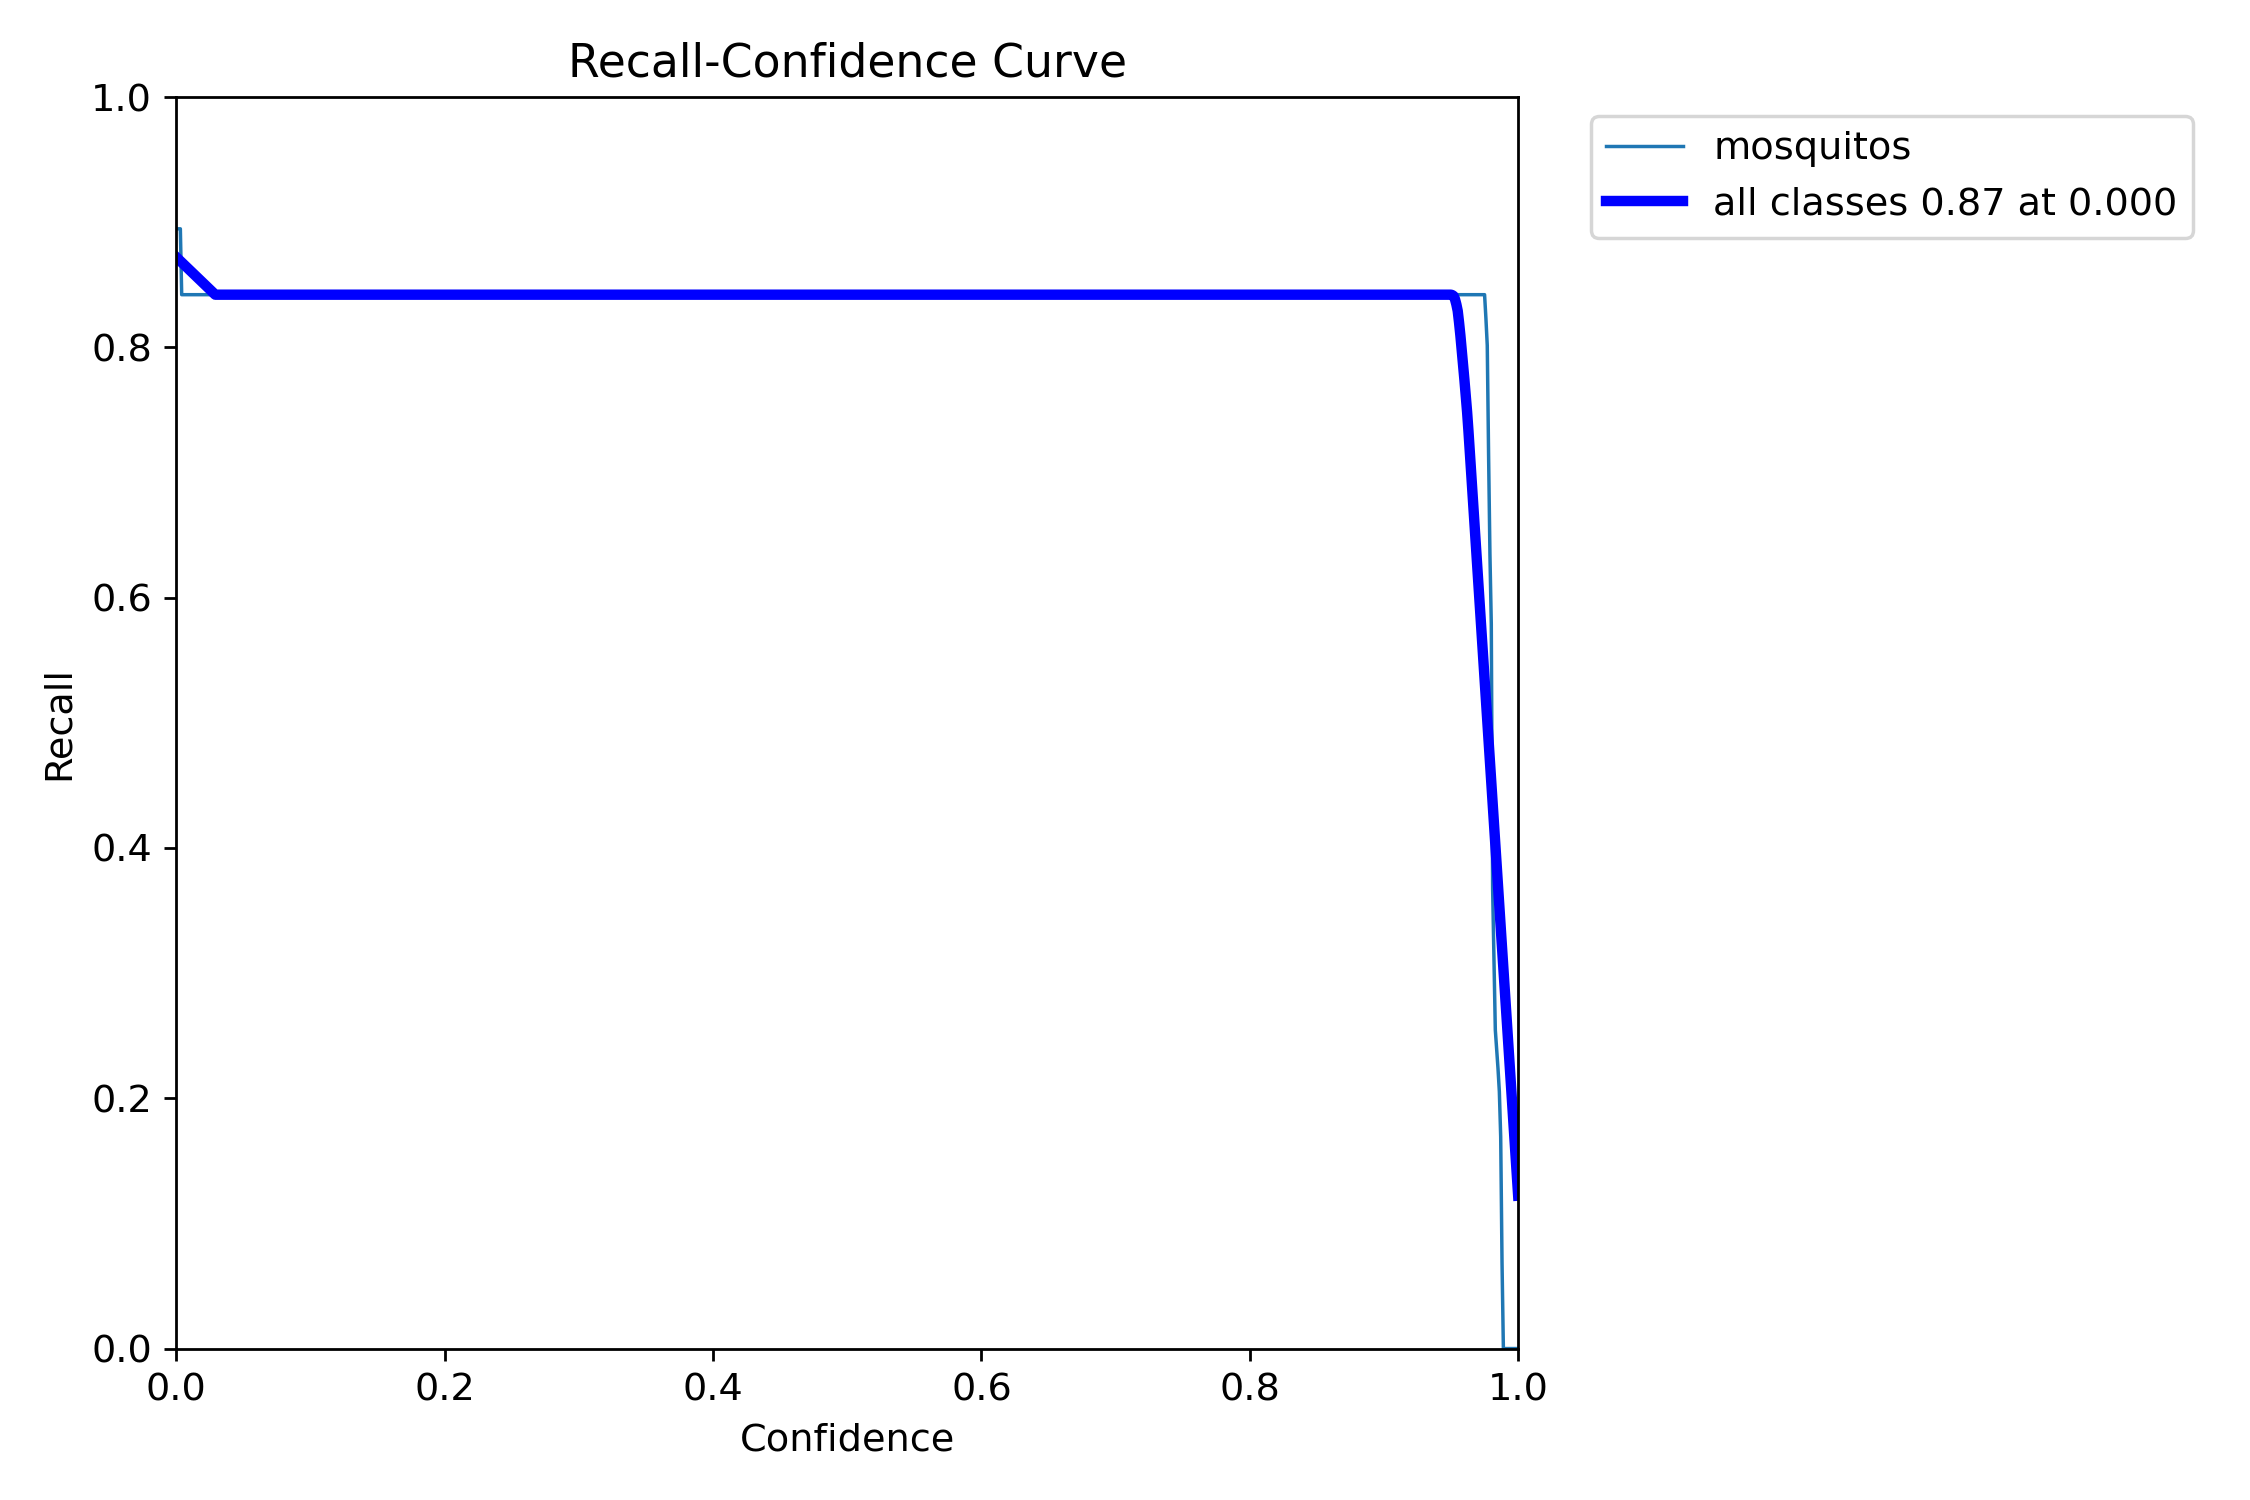 Recall-Confidence Curve
1.0
0.8
0.6
0.4
0.2
0.0
Recall
0.0 0.2 0.4 0.6 0.8 1.0
Confidence
mosquitos
all classes 0.87 at 0.000